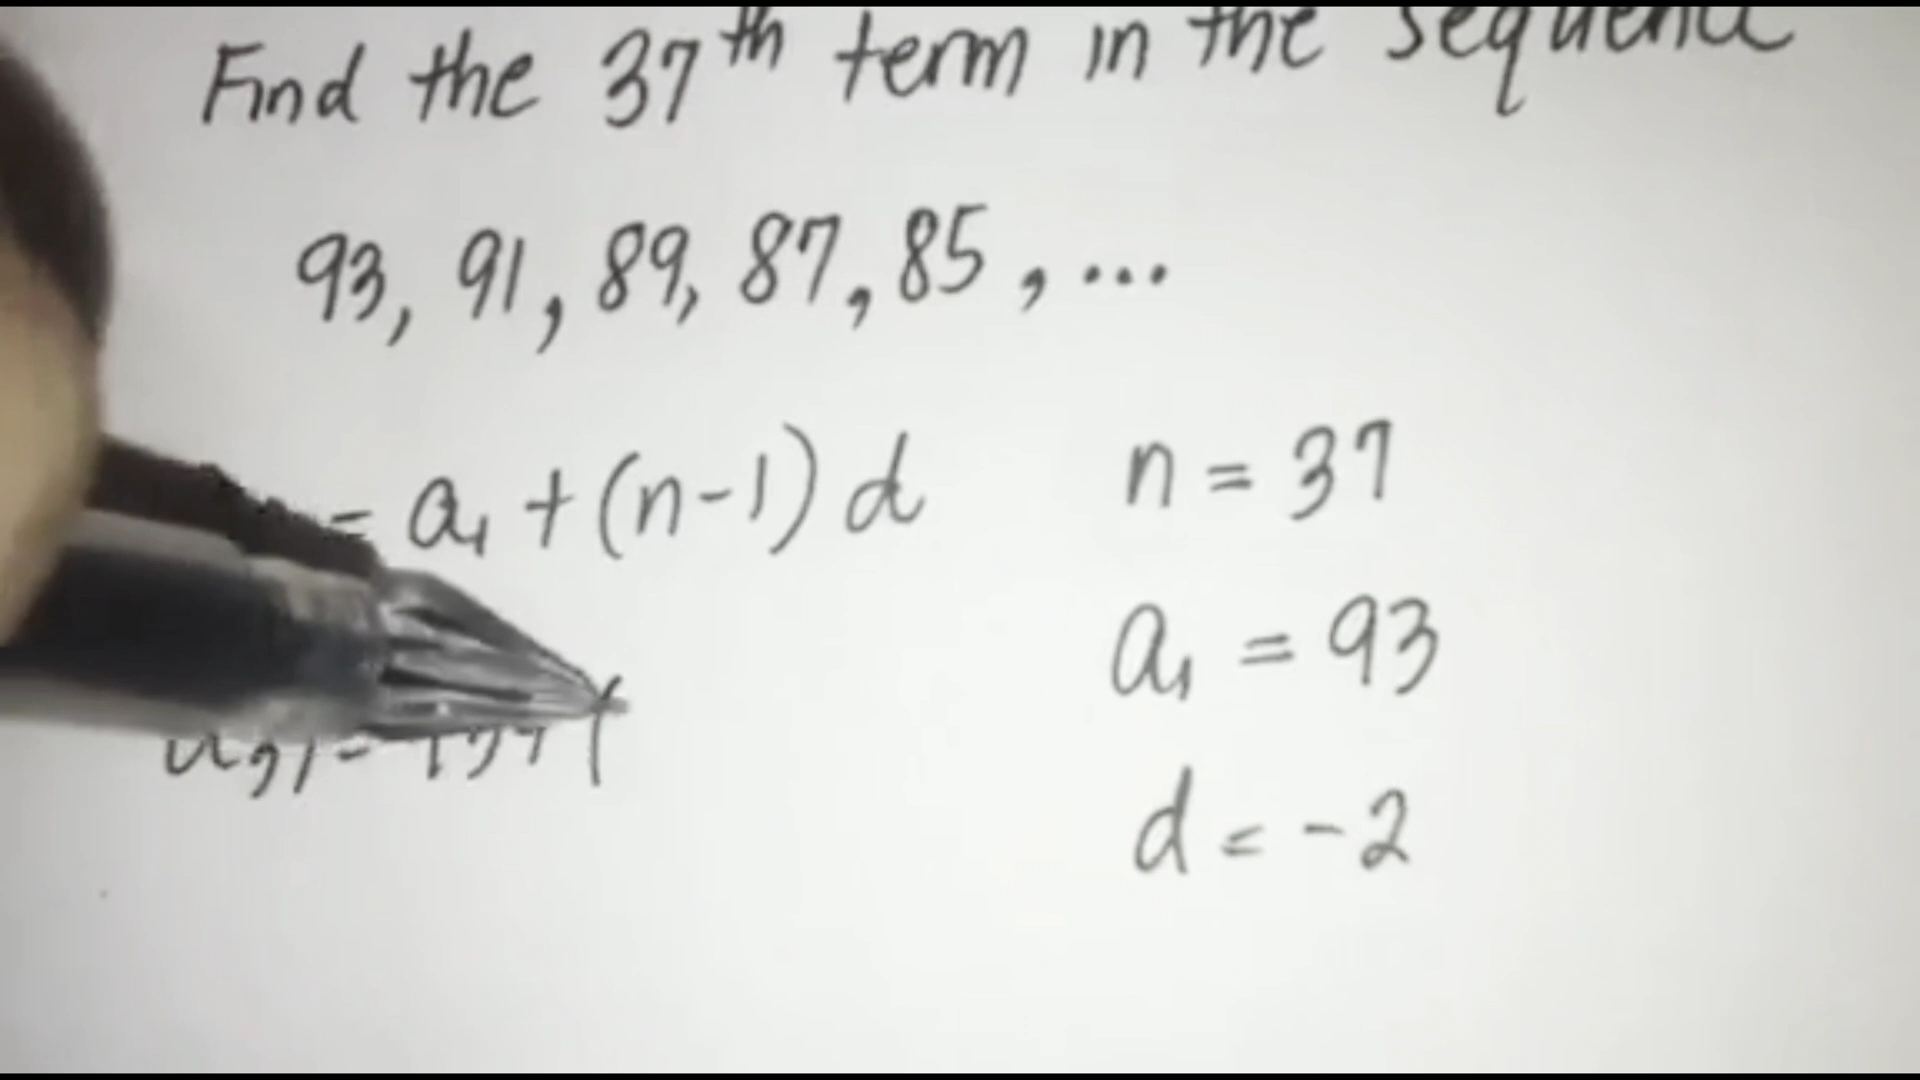 Find the 37th term in the sequence
93, 91, 89, 87, 85, ...
= a₁ + (n-1) d
n = 37
a₁ = 93
d = -2